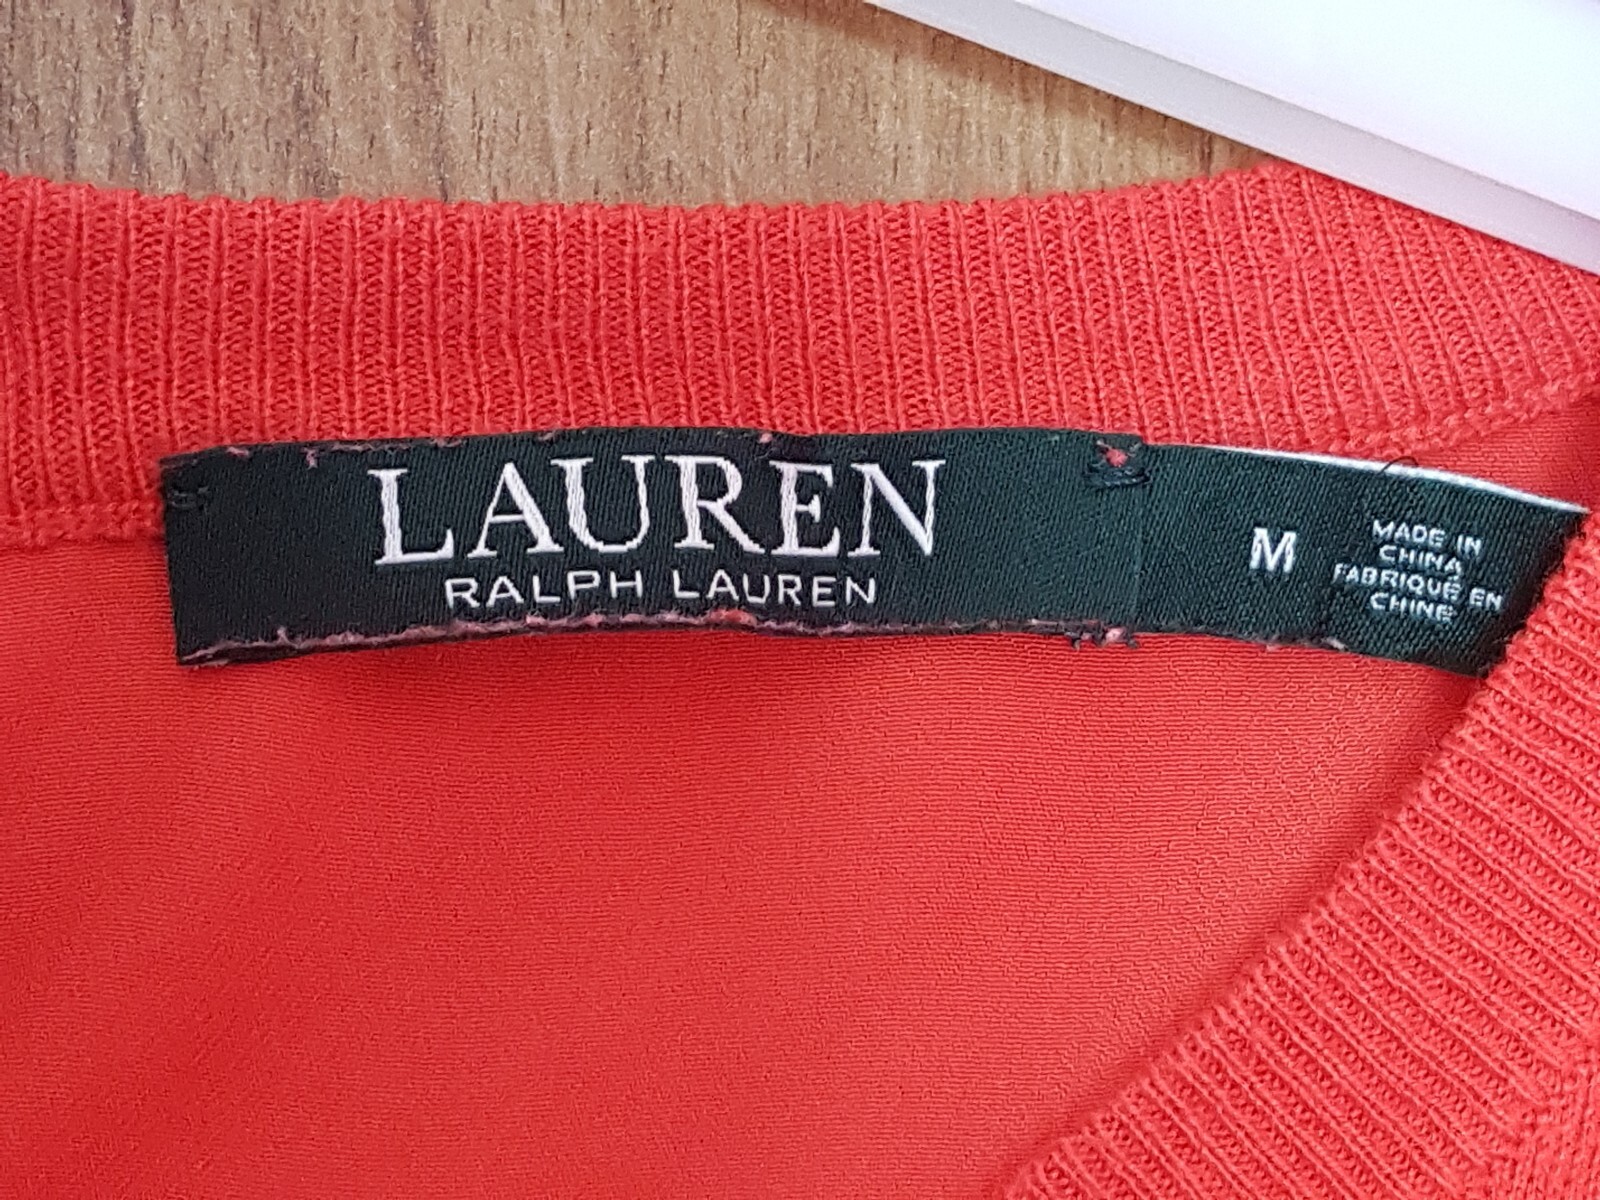 LAUREN
RALPH LAUREN
M
MADE IN
CHINA
FABRIQUÉ EN
CHINE